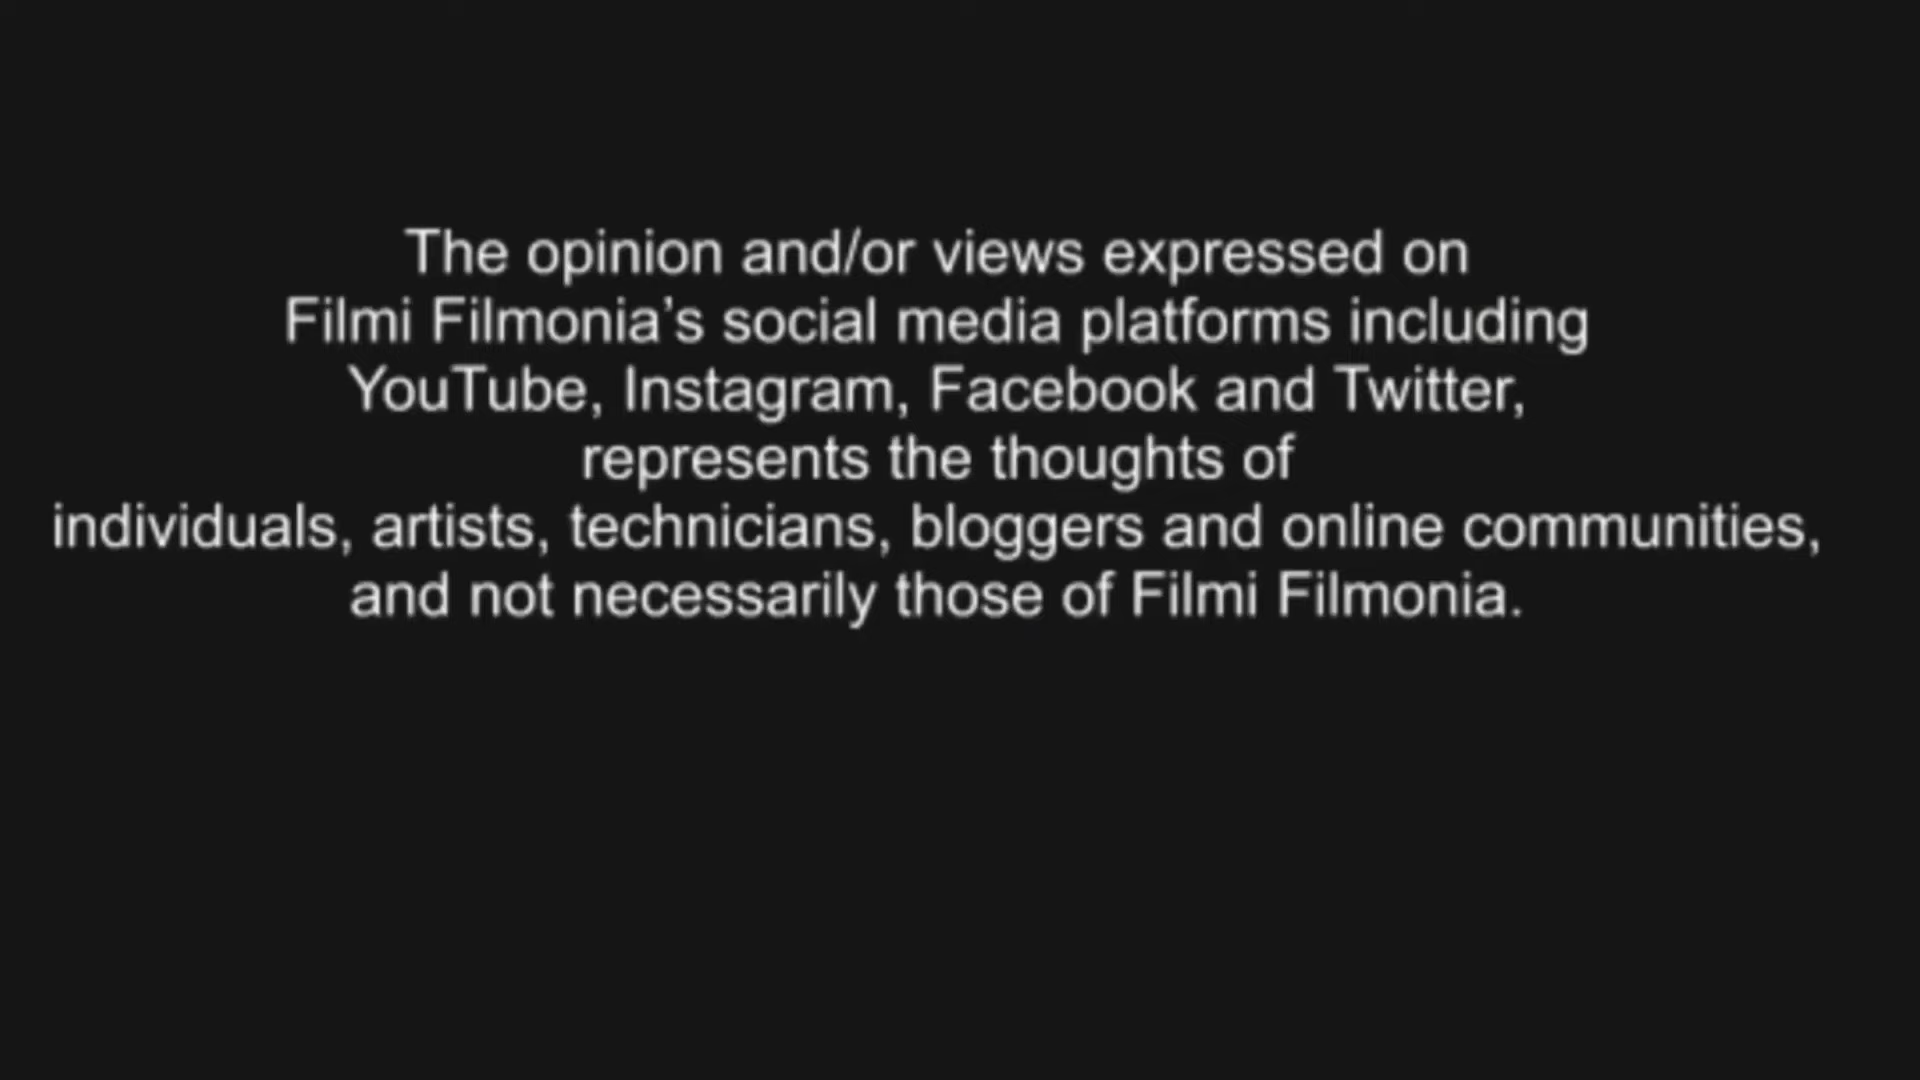 The opinion and/or views expressed on
Filmi Filmonia’s social media platforms including
YouTube, Instagram, Facebook and Twitter,
represents the thoughts of
individuals, artists, technicians, bloggers and online communities,
and not necessarily those of Filmi Filmonia.